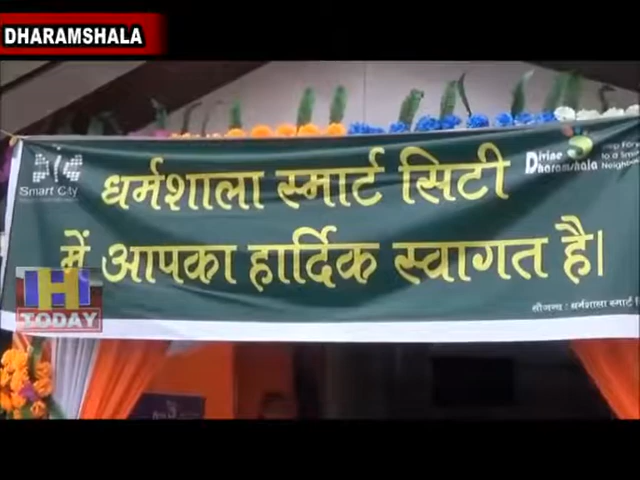 DHARAMSHALA
Smart City
Divine
Dharamshala
धर्मशाला स्मार्ट सिटी
में आपका हार्दिक स्वागत है।
सौजन्य : धर्मशाला स्मार्ट
H
TODAY